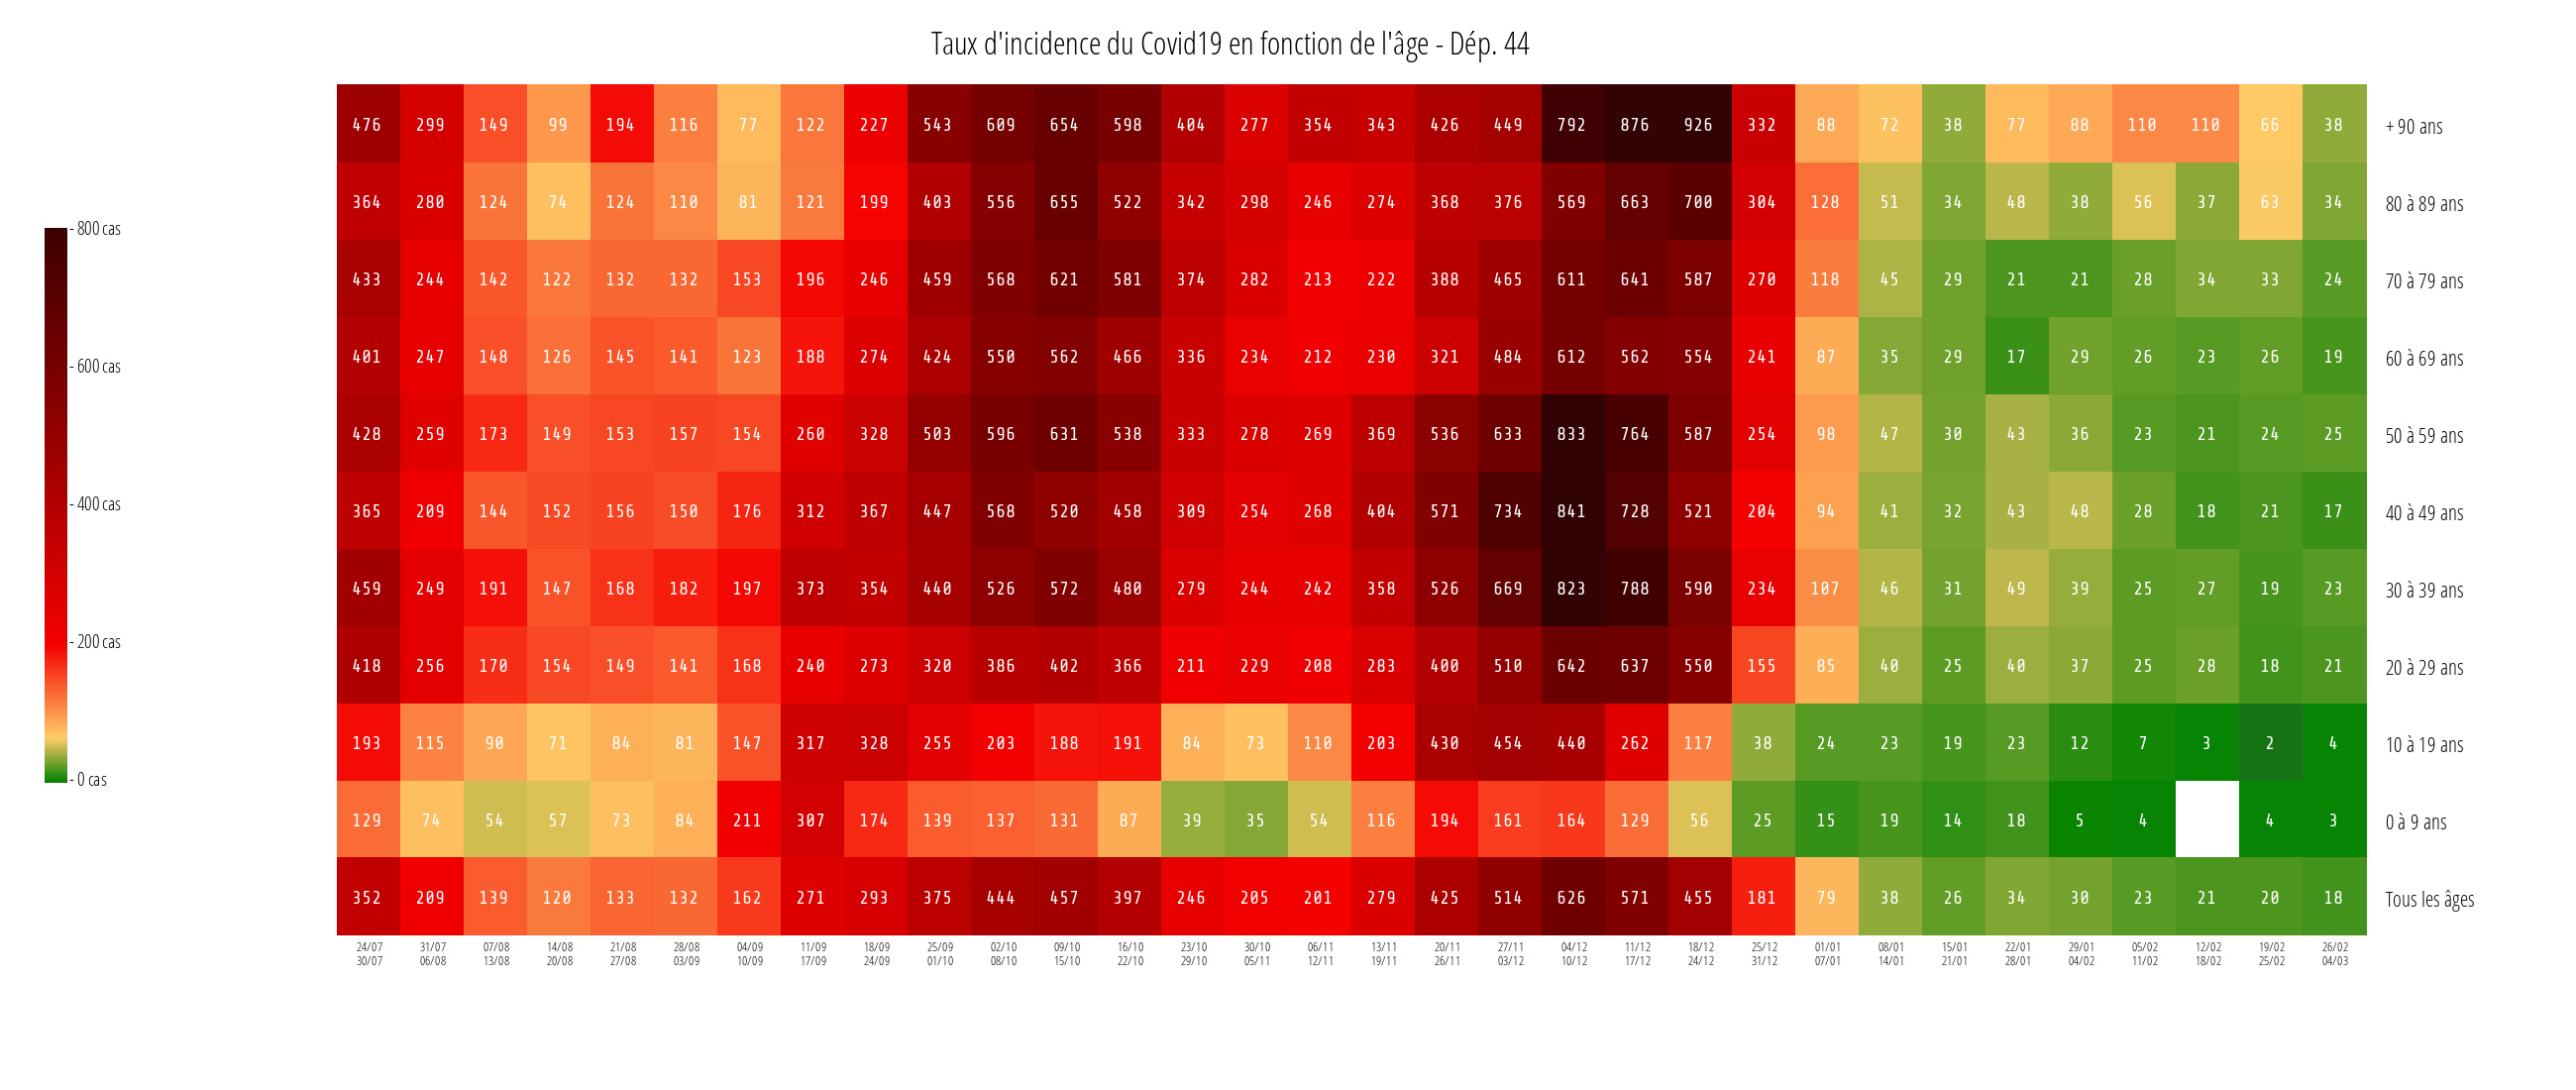 Taux d'incidence du Covid19 en fonction de l'âge - Dép. 44
- 800 cas
- 600 cas
- 400 cas
- 200 cas
- 0 cas
476 299 149 99 194 116 77 122 227 543 609 654 598 404 277 354 343 426 449 792 876 926 332 88 72 38 77 88 110 110 66 38 + 90 ans
364 280 124 74 124 110 81 121 199 403 556 655 522 342 298 246 274 368 376 569 663 700 304 128 51 34 48 38 56 37 63 34 80 à 89 ans
433 244 142 122 132 132 153 196 246 459 568 621 581 374 282 213 222 388 465 611 641 587 270 118 45 29 21 21 28 34 33 24 70 à 79 ans
401 247 148 126 145 141 123 188 274 424 550 562 466 336 234 212 230 321 484 612 562 554 241 87 35 29 17 29 26 23 26 19 60 à 69 ans
428 259 173 149 153 157 154 260 328 503 596 631 538 333 278 269 369 536 633 833 764 587 254 98 47 30 43 36 23 21 24 25 50 à 59 ans
365 209 144 152 156 150 176 312 367 447 568 520 458 309 254 268 404 571 734 841 728 521 204 94 41 32 43 48 28 18 21 17 40 à 49 ans
459 249 191 147 168 182 197 373 354 440 526 572 480 279 244 242 358 526 669 823 788 590 234 107 46 31 49 39 25 27 19 23 30 à 39 ans
418 256 170 154 149 141 168 240 273 320 386 402 366 211 229 208 283 400 510 642 637 550 155 85 40 25 40 37 25 28 18 21 20 à 29 ans
193 115 90 71 84 81 147 317 328 255 203 188 191 84 73 110 203 430 454 440 262 117 38 24 23 19 23 12 7 3 2 4 10 à 19 ans
129 74 54 57 73 84 211 307 174 139 137 131 87 39 35 54 116 194 161 164 129 56 25 15 19 14 18 5 4 4 3 0 à 9 ans
352 209 139 120 133 132 162 271 293 375 444 457 397 246 205 201 279 425 514 626 571 455 181 79 38 26 34 30 23 21 20 18 Tous les âges
24/07 31/07 07/08 14/08 21/08 28/08 04/09 11/09 18/09 25/09 02/10 09/10 16/10 23/10 30/10 06/11 13/11 20/11 27/11 04/12 11/12 18/12 25/12 01/01 08/01 15/01 22/01 29/01 05/02 12/02 19/02 26/02
30/07 06/08 13/08 20/08 27/08 03/09 10/09 17/09 24/09 01/10 08/10 15/10 22/10 29/10 05/11 12/11 19/11 26/11 03/12 10/12 17/12 24/12 31/12 07/01 14/01 21/01 28/01 04/02 11/02 18/02 25/02 04/03